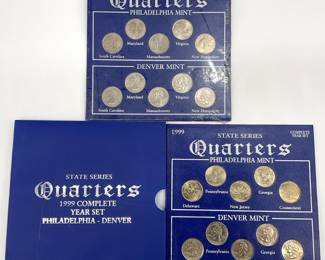 Quarters
PHILADELPHIA MINT
Maryland Virginia
South Carolina Massachusetts New Hampshire
DENVER MINT
Maryland Virginia
South Carolina Massachusetts New Hampshire
STATE SERIES
Quarters
1999 COMPLETE
YEAR SET
PHILADELPHIA - DENVER
1999 STATE SERIES COMPLETE
YEAR SET
Quarters
PHILADELPHIA MINT
Pennsylvania Georgia
Delaware New Jersey Connecticut
DENVER MINT
Pennsylvania Georgia